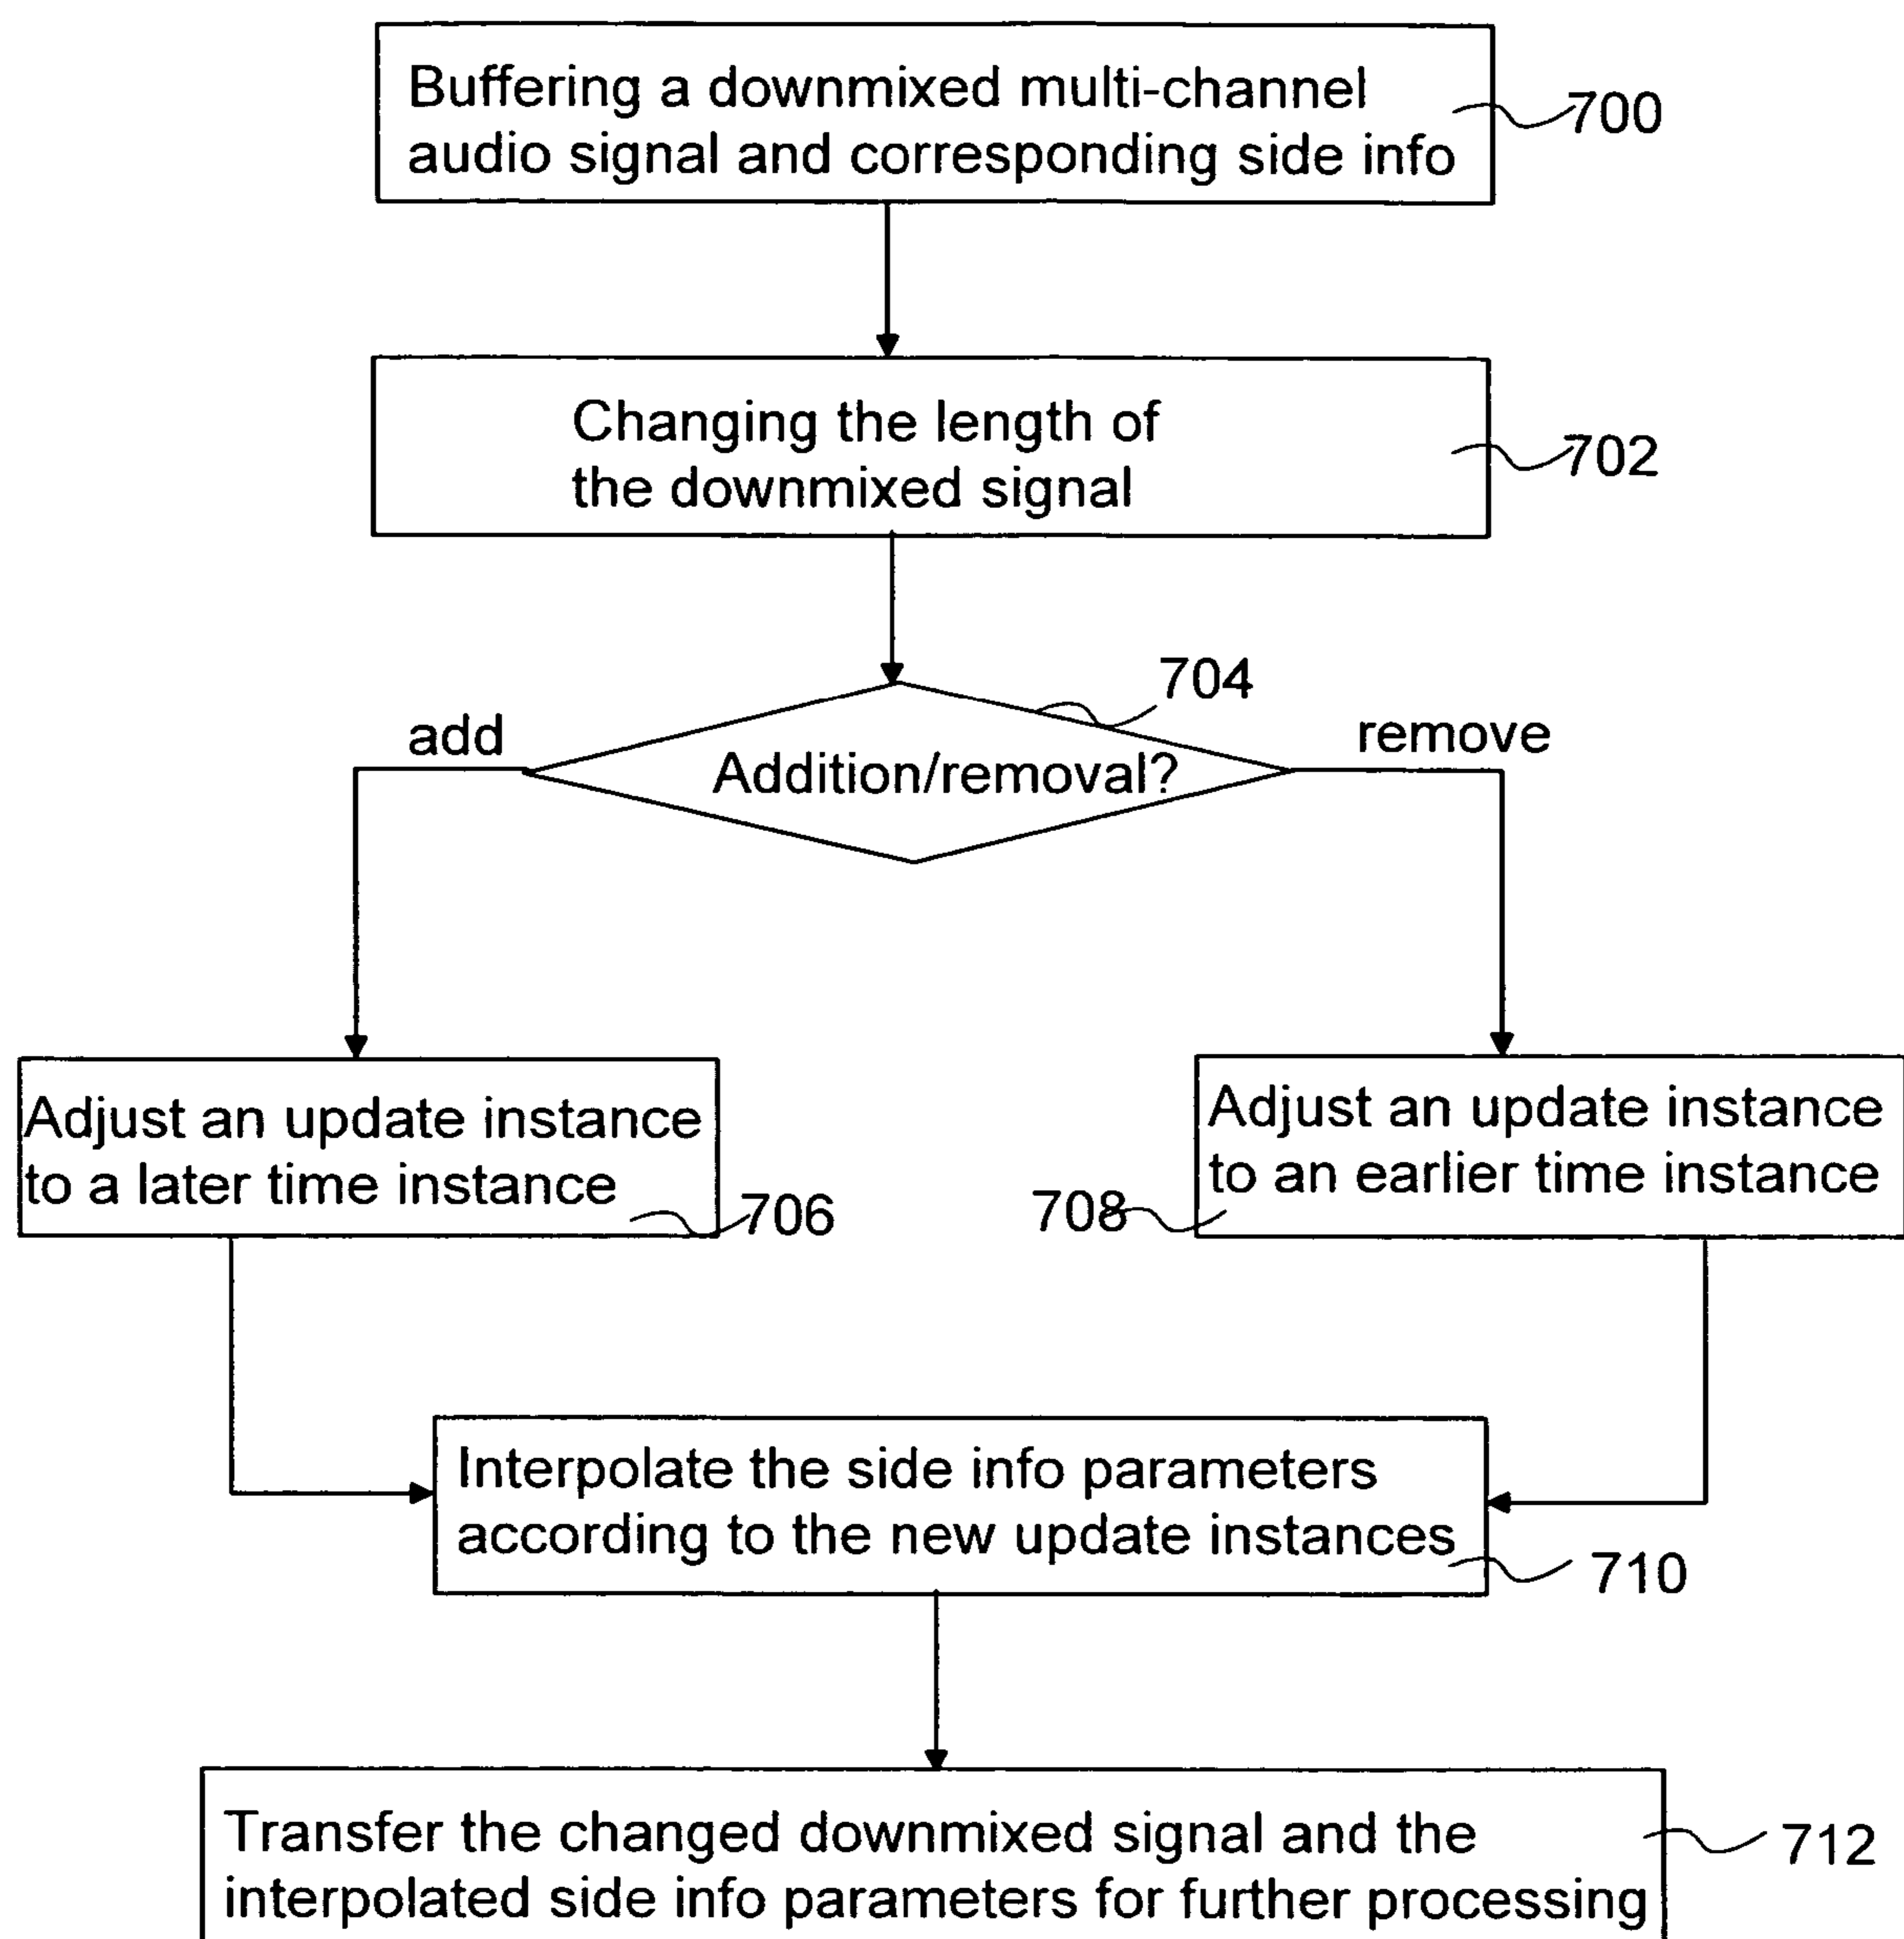 Buffering a downmixed multi-channel
audio signal and corresponding side info
700
Changing the length of
the downmixed signal
702
704
add
Addition/removal?
remove
Adjust an update instance
to a later time instance
706
Adjust an update instance
to an earlier time instance
708
Interpolate the side info parameters
according to the new update instances
710
Transfer the changed downmixed signal and the
interpolated side info parameters for further processing
712